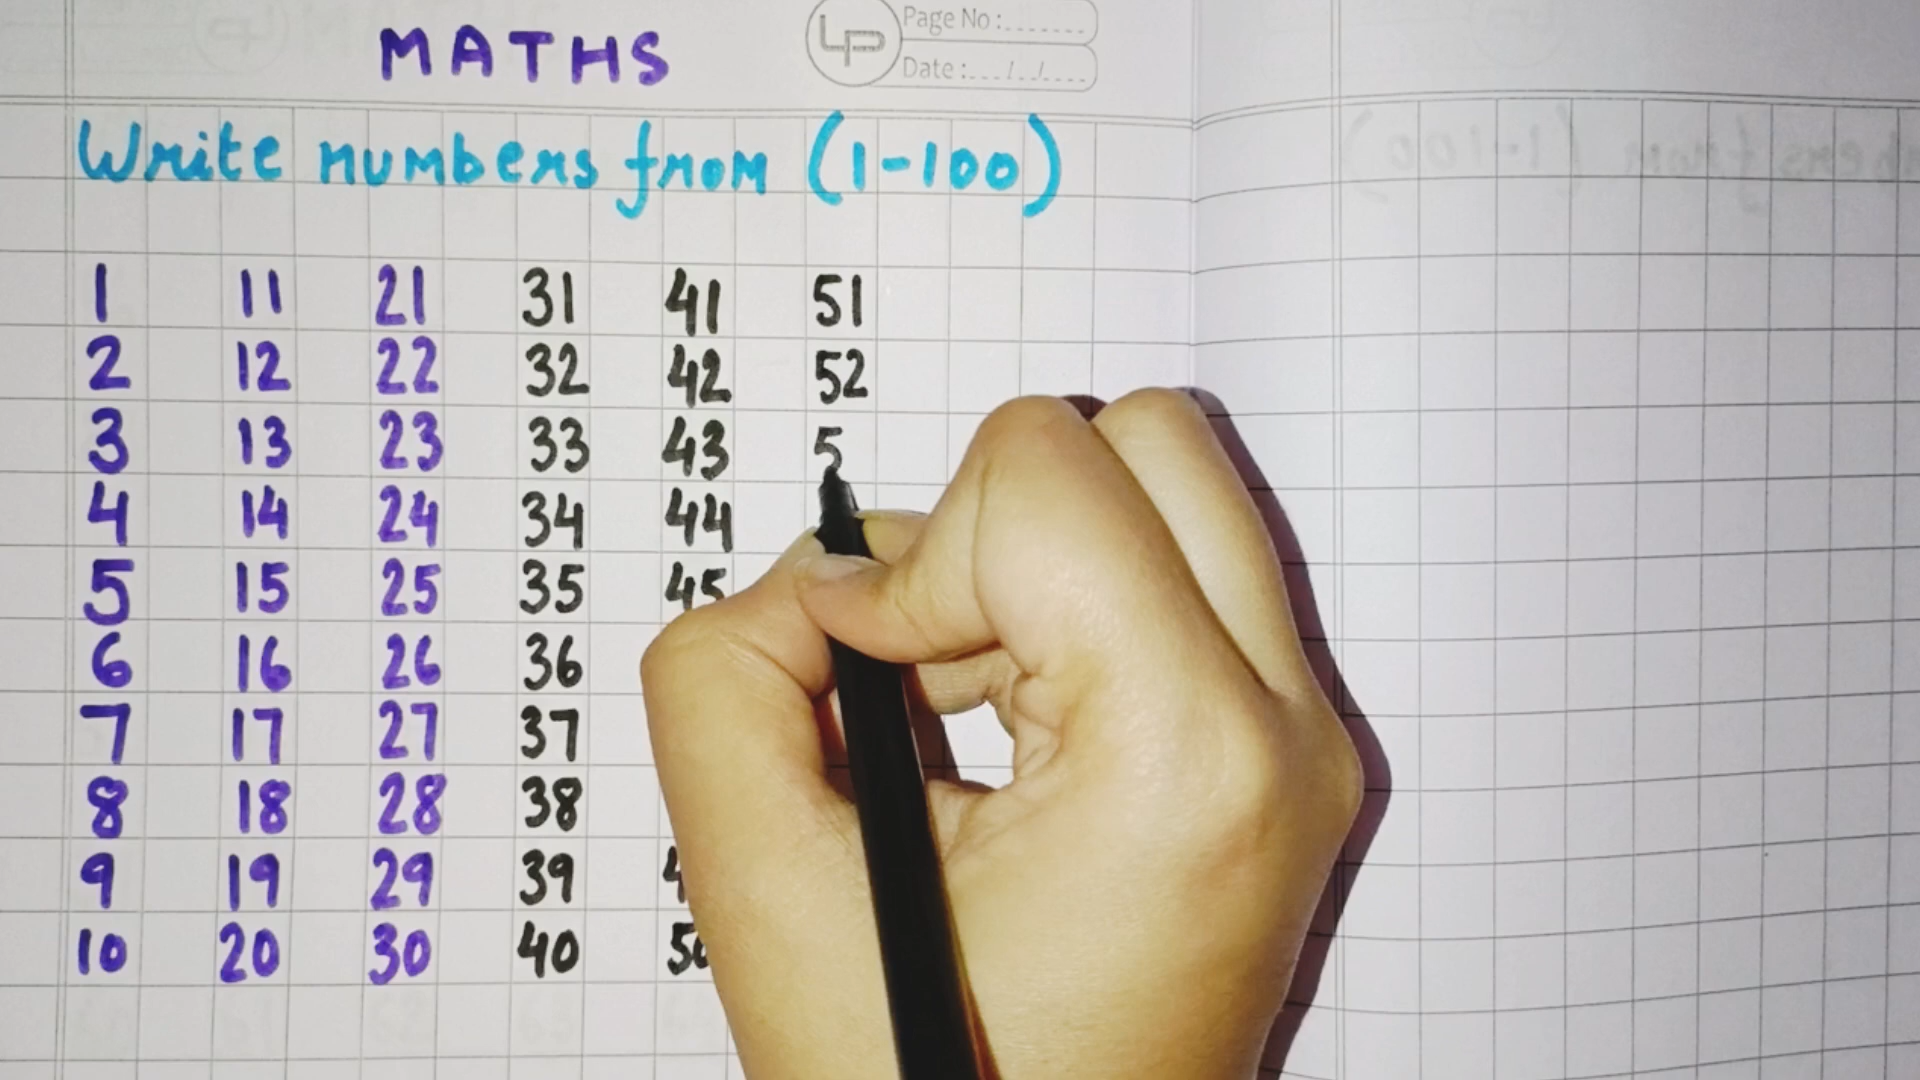 MATHS
LP
Page No :.......
Date :.../../....
Write numbers from (1-100)
1 11 21 31 41 51
2 12 22 32 42 52
3 13 23 33 43 5
4 14 24 34 44
5 15 25 35 45
6 16 26 36
7 17 27 37
8 18 28 38
9 19 29 39 4
10 20 30 40 50